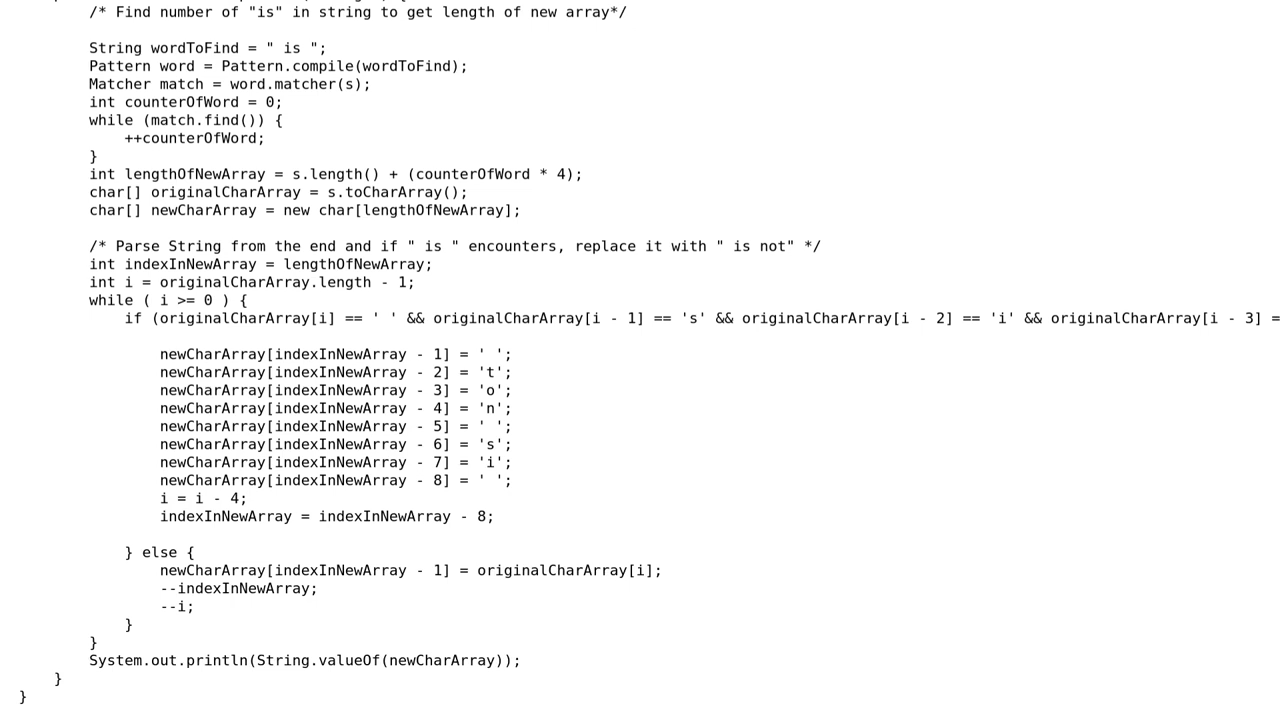 /* Find number of "is" in string to get length of new array*/
String wordToFind = " is ";
Pattern word = Pattern.compile(wordToFind);
Matcher match = word.matcher(s);
int counterOfWord = 0;
while (match.find()) {
++counterOfWord;
}
int lengthOfNewArray = s.length() + (counterOfWord * 4);
char[] originalCharArray = s.toCharArray();
char[] newCharArray = new char[lengthOfNewArray];
/* Parse String from the end and if " is " encounters, replace it with " is not" */
int indexInNewArray = lengthOfNewArray;
int i = originalCharArray.length - 1;
while ( i >= 0 ) {
if (originalCharArray[i] == ' ' && originalCharArray[i - 1] == 's' && originalCharArray[i - 2] == 'i' && originalCharArray[i - 3] =
newCharArray[indexInNewArray - 1] = ' ';
newCharArray[indexInNewArray - 2] = 't';
newCharArray[indexInNewArray - 3] = 'o';
newCharArray[indexInNewArray - 4] = 'n';
newCharArray[indexInNewArray - 5] = ' ';
newCharArray[indexInNewArray - 6] = 's';
newCharArray[indexInNewArray - 7] = 'i';
newCharArray[indexInNewArray - 8] = ' ';
i = i - 4;
indexInNewArray = indexInNewArray - 8;
} else {
newCharArray[indexInNewArray - 1] = originalCharArray[i];
--indexInNewArray;
--i;
}
}
System.out.println(String.valueOf(newCharArray));
}
}